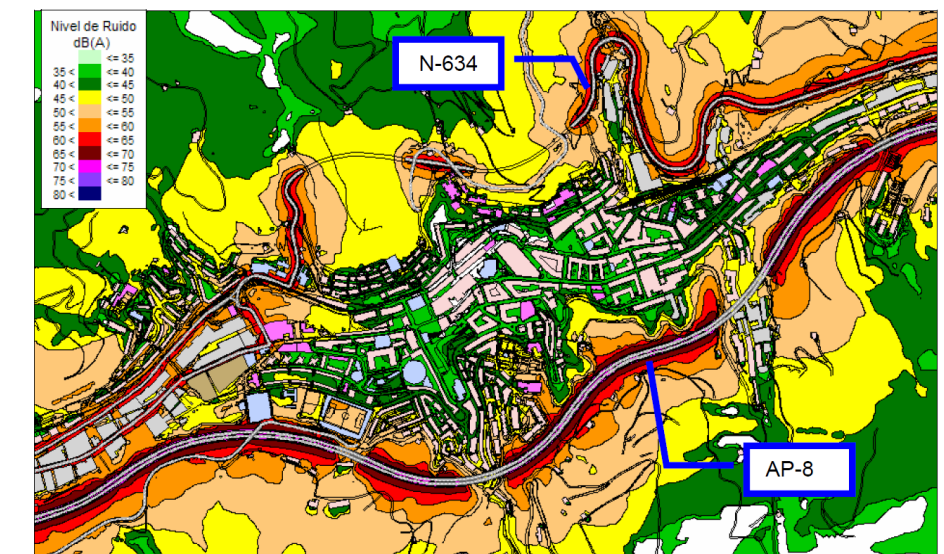 Nivel de Ruido
dB(A)
<= 35
35 < <= 40
40 < <= 45
45 < <= 50
50 < <= 55
55 < <= 60
60 < <= 65
65 < <= 70
70 < <= 75
75 < <= 80
80 <
N-634
AP-8